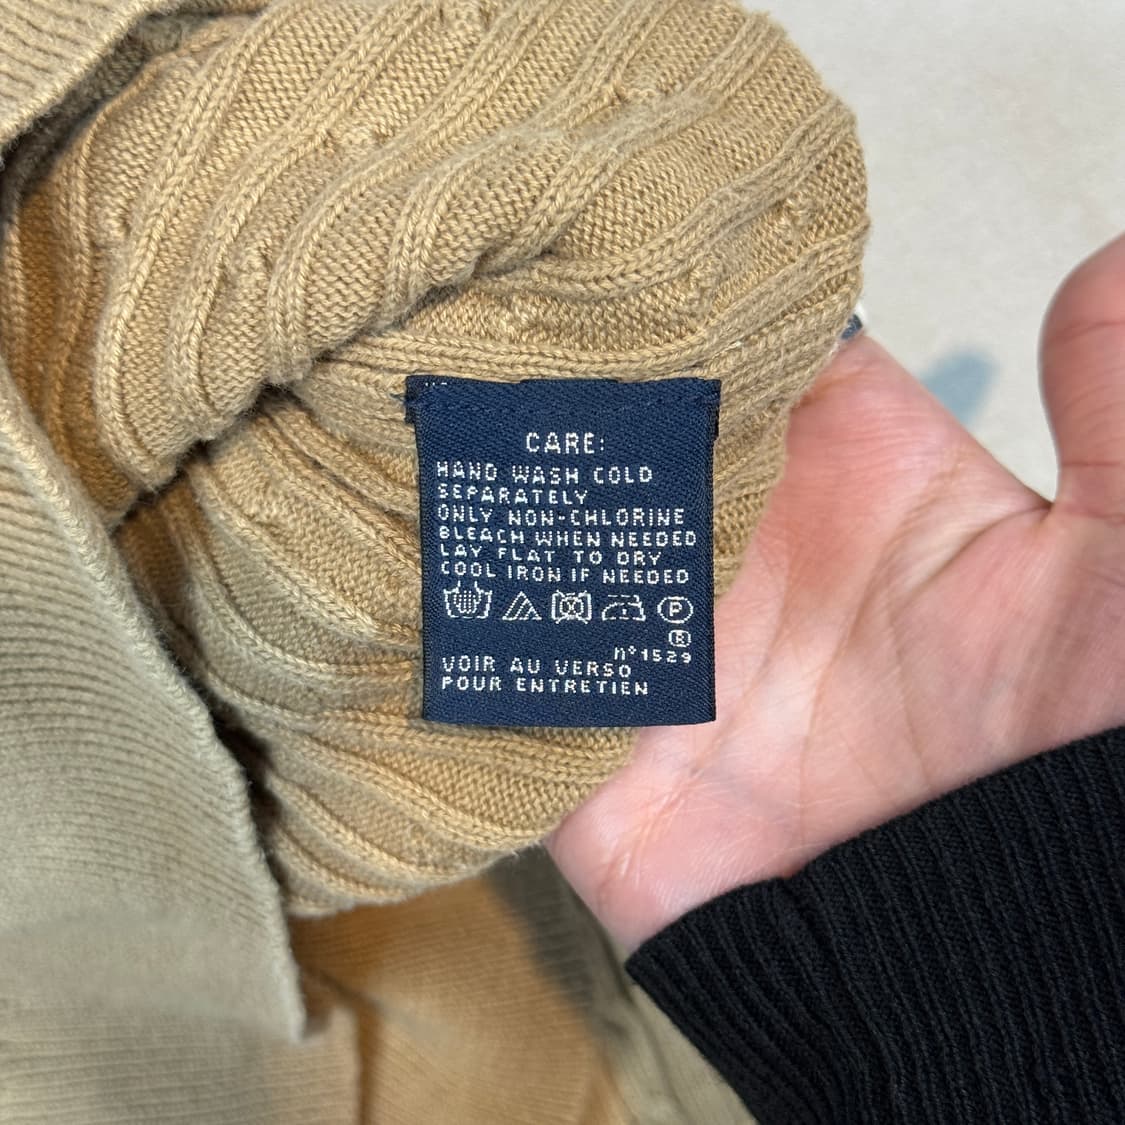 CARE:
HAND WASH COLD
SEPARATELY
ONLY NON-CHLORINE
BLEACH WHEN NEEDED
LAY FLAT TO DRY
COOL IRON IF NEEDED
P
®
n° 1529
VOIR AU VERSO
POUR ENTRETIEN